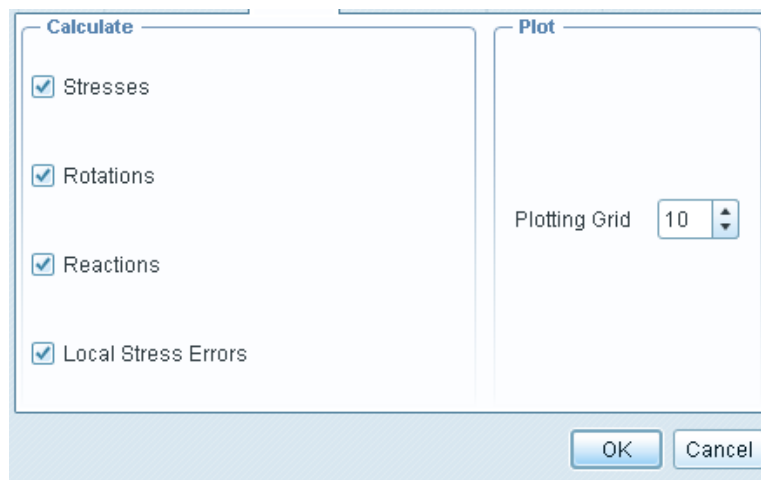 Calculate
Stresses
Rotations
Reactions
Local Stress Errors
Plot
Plotting Grid 10
OK Cancel